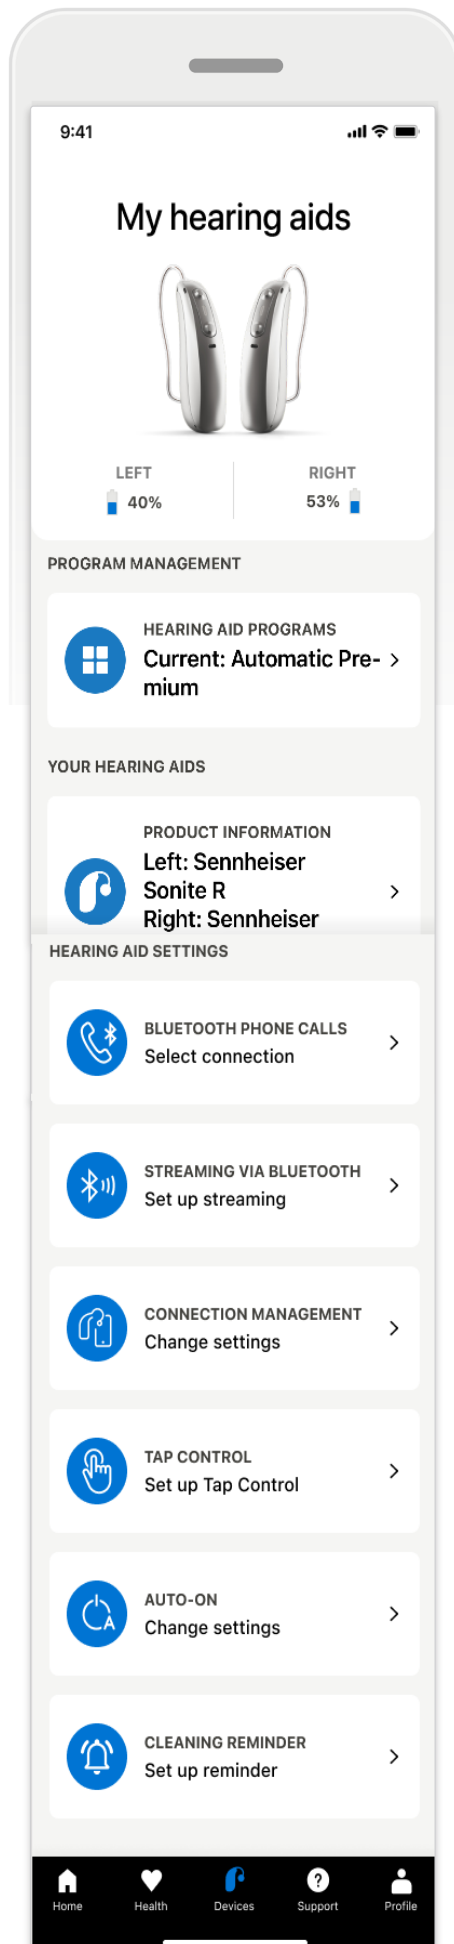 9:41
My hearing aids
LEFT
RIGHT
40%
53%
PROGRAM MANAGEMENT
HEARING AID PROGRAMS
Current: Automatic Pre-
mium
YOUR HEARING AIDS
PRODUCT INFORMATION
Left: Sennheiser
Sonite R
Right: Sennheiser
HEARING AID SETTINGS
BLUETOOTH PHONE CALLS
Select connection
STREAMING VIA BLUETOOTH
Set up streaming
CONNECTION MANAGEMENT
Change settings
TAP CONTROL
Set up Tap Control
AUTO-ON
Change settings
CLEANING REMINDER
Set up reminder
Home Health Devices Support Profile